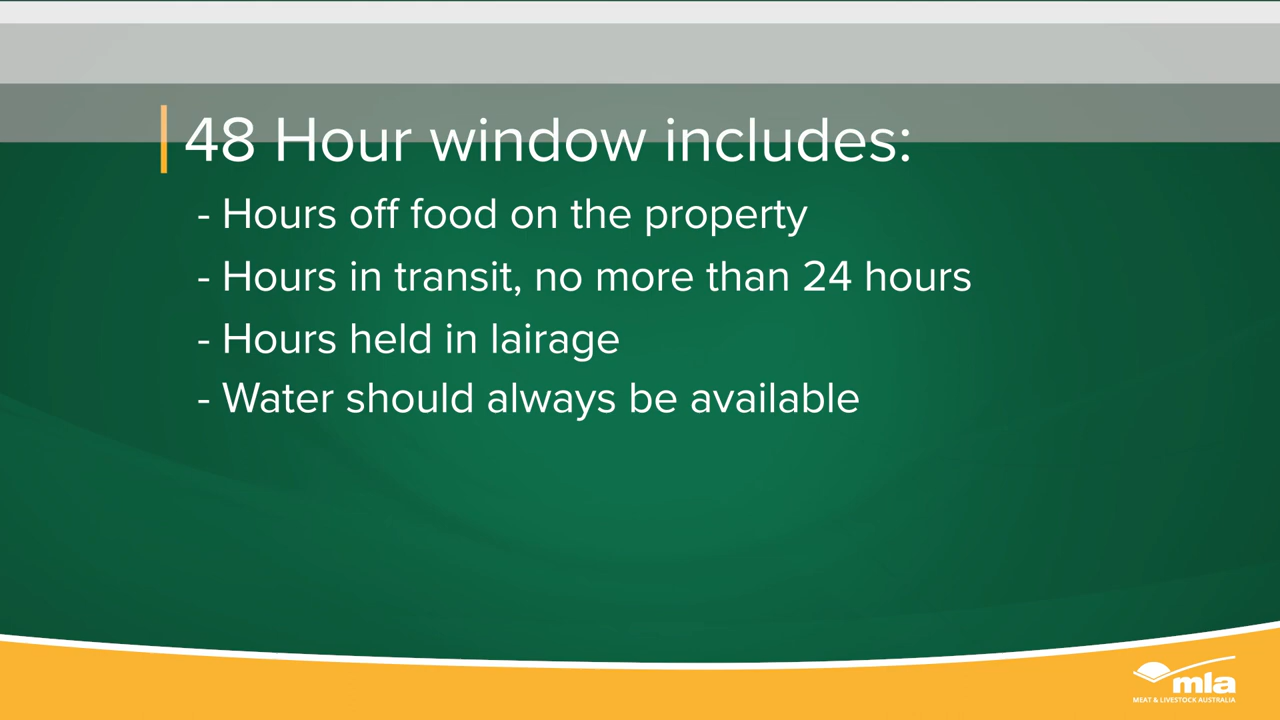 48 Hour window includes:
- Hours off food on the property
- Hours in transit, no more than 24 hours
- Hours held in lairage
- Water should always be available
mla
MEAT & LIVESTOCK AUSTRALIA